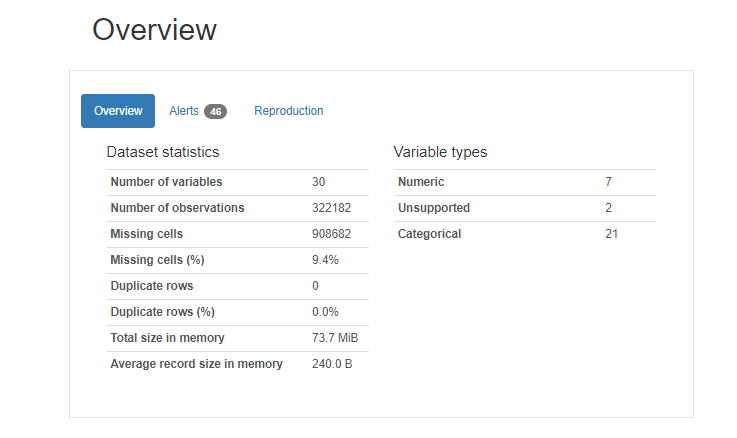 Overview
Overview Alerts 46 Reproduction
Dataset statistics
Number of variables 30
Number of observations 322182
Missing cells 908682
Missing cells (%) 9.4%
Duplicate rows 0
Duplicate rows (%) 0.0%
Total size in memory 73.7 MiB
Average record size in memory 240.0 B
Variable types
Numeric 7
Unsupported 2
Categorical 21